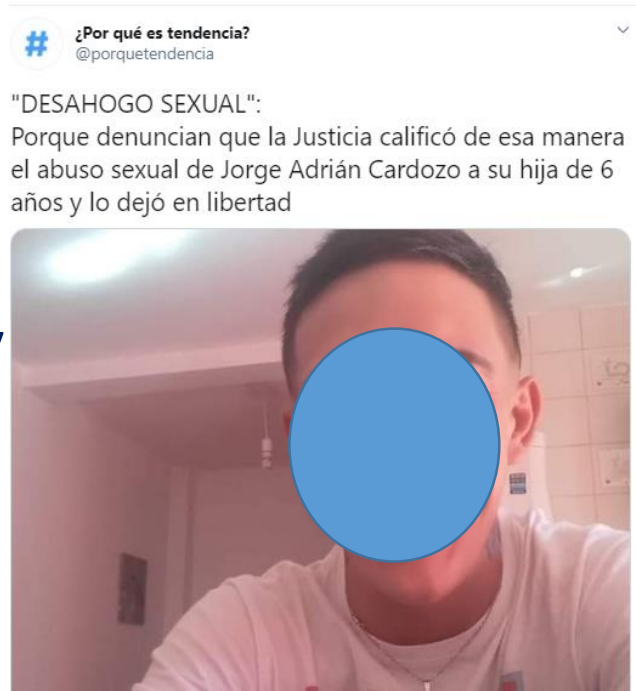 # ¿Por qué es tendencia?
@porquetendencia
"DESAHOGO SEXUAL":
Porque denuncian que la Justicia calificó de esa manera
el abuso sexual de Jorge Adrián Cardozo a su hija de 6
años y lo dejó en libertad